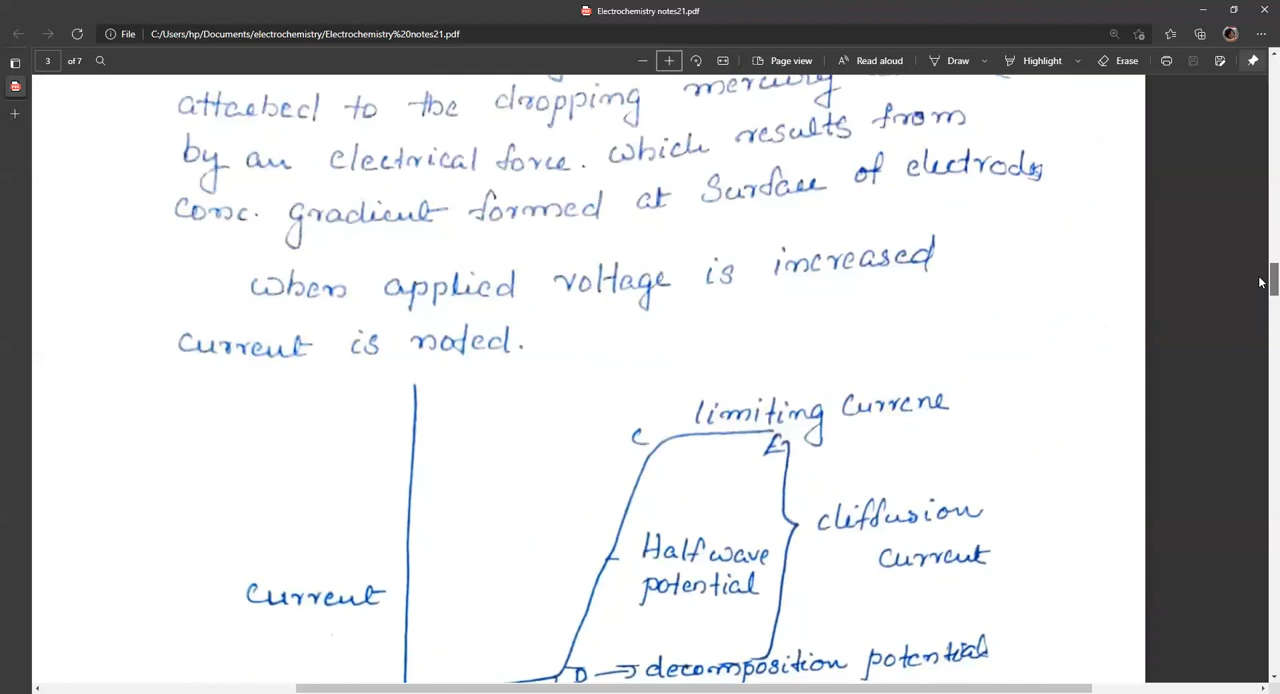 Electrochemistry notes21.pdf
File C:/Users/hp/Documents/electrochemistry/Electrochemistry%20notes21.pdf
3 of 7 Page view Read aloud Draw Highlight Erase
attached to the dropping mercury
by an electrical force. which results from
conc. gradient formed at surface of electrode
when applied voltage is increased
current is noted.
limiting current
C
E
Half wave
potential
diffusion
current
current
D → decomposition potential